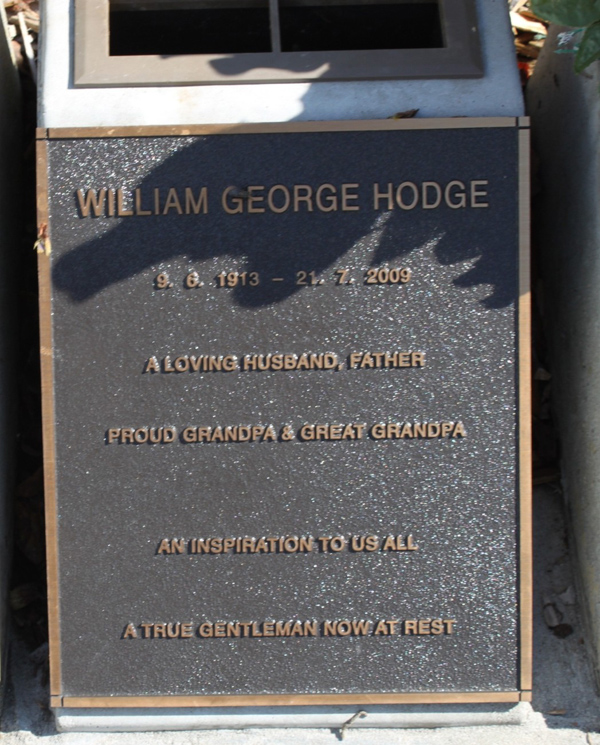 WILLIAM GEORGE HODGE
9. 6. 1913 – 21. 7. 2009
A LOVING HUSBAND, FATHER
PROUD GRANDPA & GREAT GRANDPA
AN INSPIRATION TO US ALL
A TRUE GENTLEMAN NOW AT REST